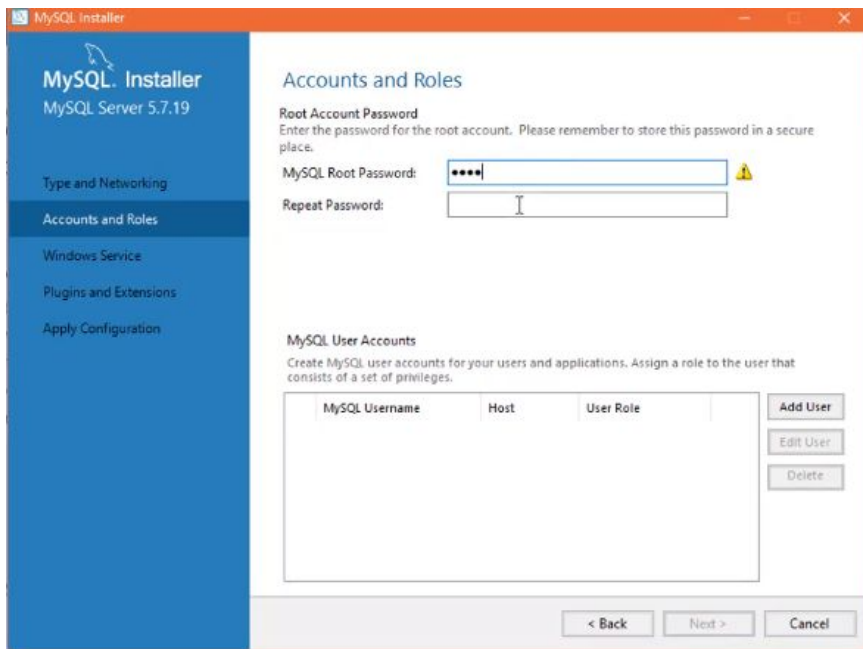 MySQL Installer
MySQL. Installer
MySQL Server 5.7.19
Type and Networking
Accounts and Roles
Windows Service
Plugins and Extensions
Apply Configuration
Accounts and Roles
Root Account Password
Enter the password for the root account. Please remember to store this password in a secure
place.
MySQL Root Password: ••••
Repeat Password:
MySQL User Accounts
Create MySQL user accounts for your users and applications. Assign a role to the user that
consists of a set of privileges.
MySQL Username Host User Role
Add User
Edit User
Delete
< Back Next > Cancel